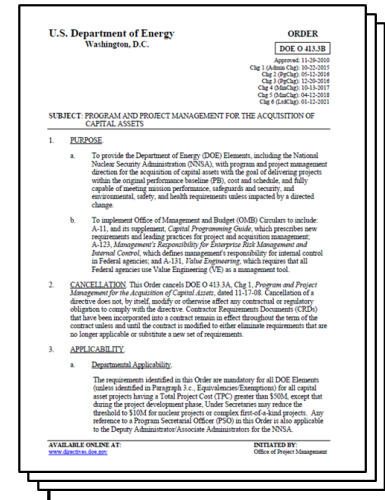 U.S. Department of Energy
Washington, D.C.
ORDER
DOE O 413.3B
Approved: 11-29-2010
Chg 1 (Admin Chg): 10-22-2015
Chg 2 (PgChg): 05-12-2016
Chg 3 (PgChg): 12-20-2016
Chg 4 (MinChg): 10-13-2017
Chg 5 (MinChg): 04-12-2018
Chg 6 (LtdChg): 01-12-2021
SUBJECT: PROGRAM AND PROJECT MANAGEMENT FOR THE ACQUISITION OF
CAPITAL ASSETS
1. PURPOSE.
a. To provide the Department of Energy (DOE) Elements, including the National
Nuclear Security Administration (NNSA), with program and project management
direction for the acquisition of capital assets with the goal of delivering projects
within the original performance baseline (PB), cost and schedule, and fully
capable of meeting mission performance, safeguards and security, and
environmental, safety, and health requirements unless impacted by a directed
change.
b. To implement Office of Management and Budget (OMB) Circulars to include:
A-11, and its supplement, Capital Programming Guide, which prescribes new
requirements and leading practices for project and acquisition management;
A-123, Management's Responsibility for Enterprise Risk Management and
Internal Control, which defines management's responsibility for internal control
in Federal agencies; and A-131, Value Engineering, which requires that all
Federal agencies use Value Engineering (VE) as a management tool.
2. CANCELLATION. This Order cancels DOE O 413.3A, Chg 1, Program and Project
Management for the Acquisition of Capital Assets, dated 11-17-08. Cancellation of a
directive does not, by itself, modify or otherwise affect any contractual or regulatory
obligation to comply with the directive. Contractor Requirements Documents (CRDs)
that have been incorporated into a contract remain in effect throughout the term of the
contract unless and until the contract is modified to either eliminate requirements that are
no longer applicable or substitute a new set of requirements.
3. APPLICABILITY.
a. Departmental Applicability.
The requirements identified in this Order are mandatory for all DOE Elements
(unless identified in Paragraph 3.c., Equivalencies/Exemptions) for all capital
asset projects having a Total Project Cost (TPC) greater than $50M, except that
during the project development phase, Under Secretaries may reduce the
threshold to $10M for nuclear projects or complex first-of-a-kind projects. Any
reference to a Program Secretarial Officer (PSO) in this Order is also applicable
to the Deputy Administrator/Associate Administrators for the NNSA.
AVAILABLE ONLINE AT:
www.directives.doe.gov
INITIATED BY:
Office of Project Management